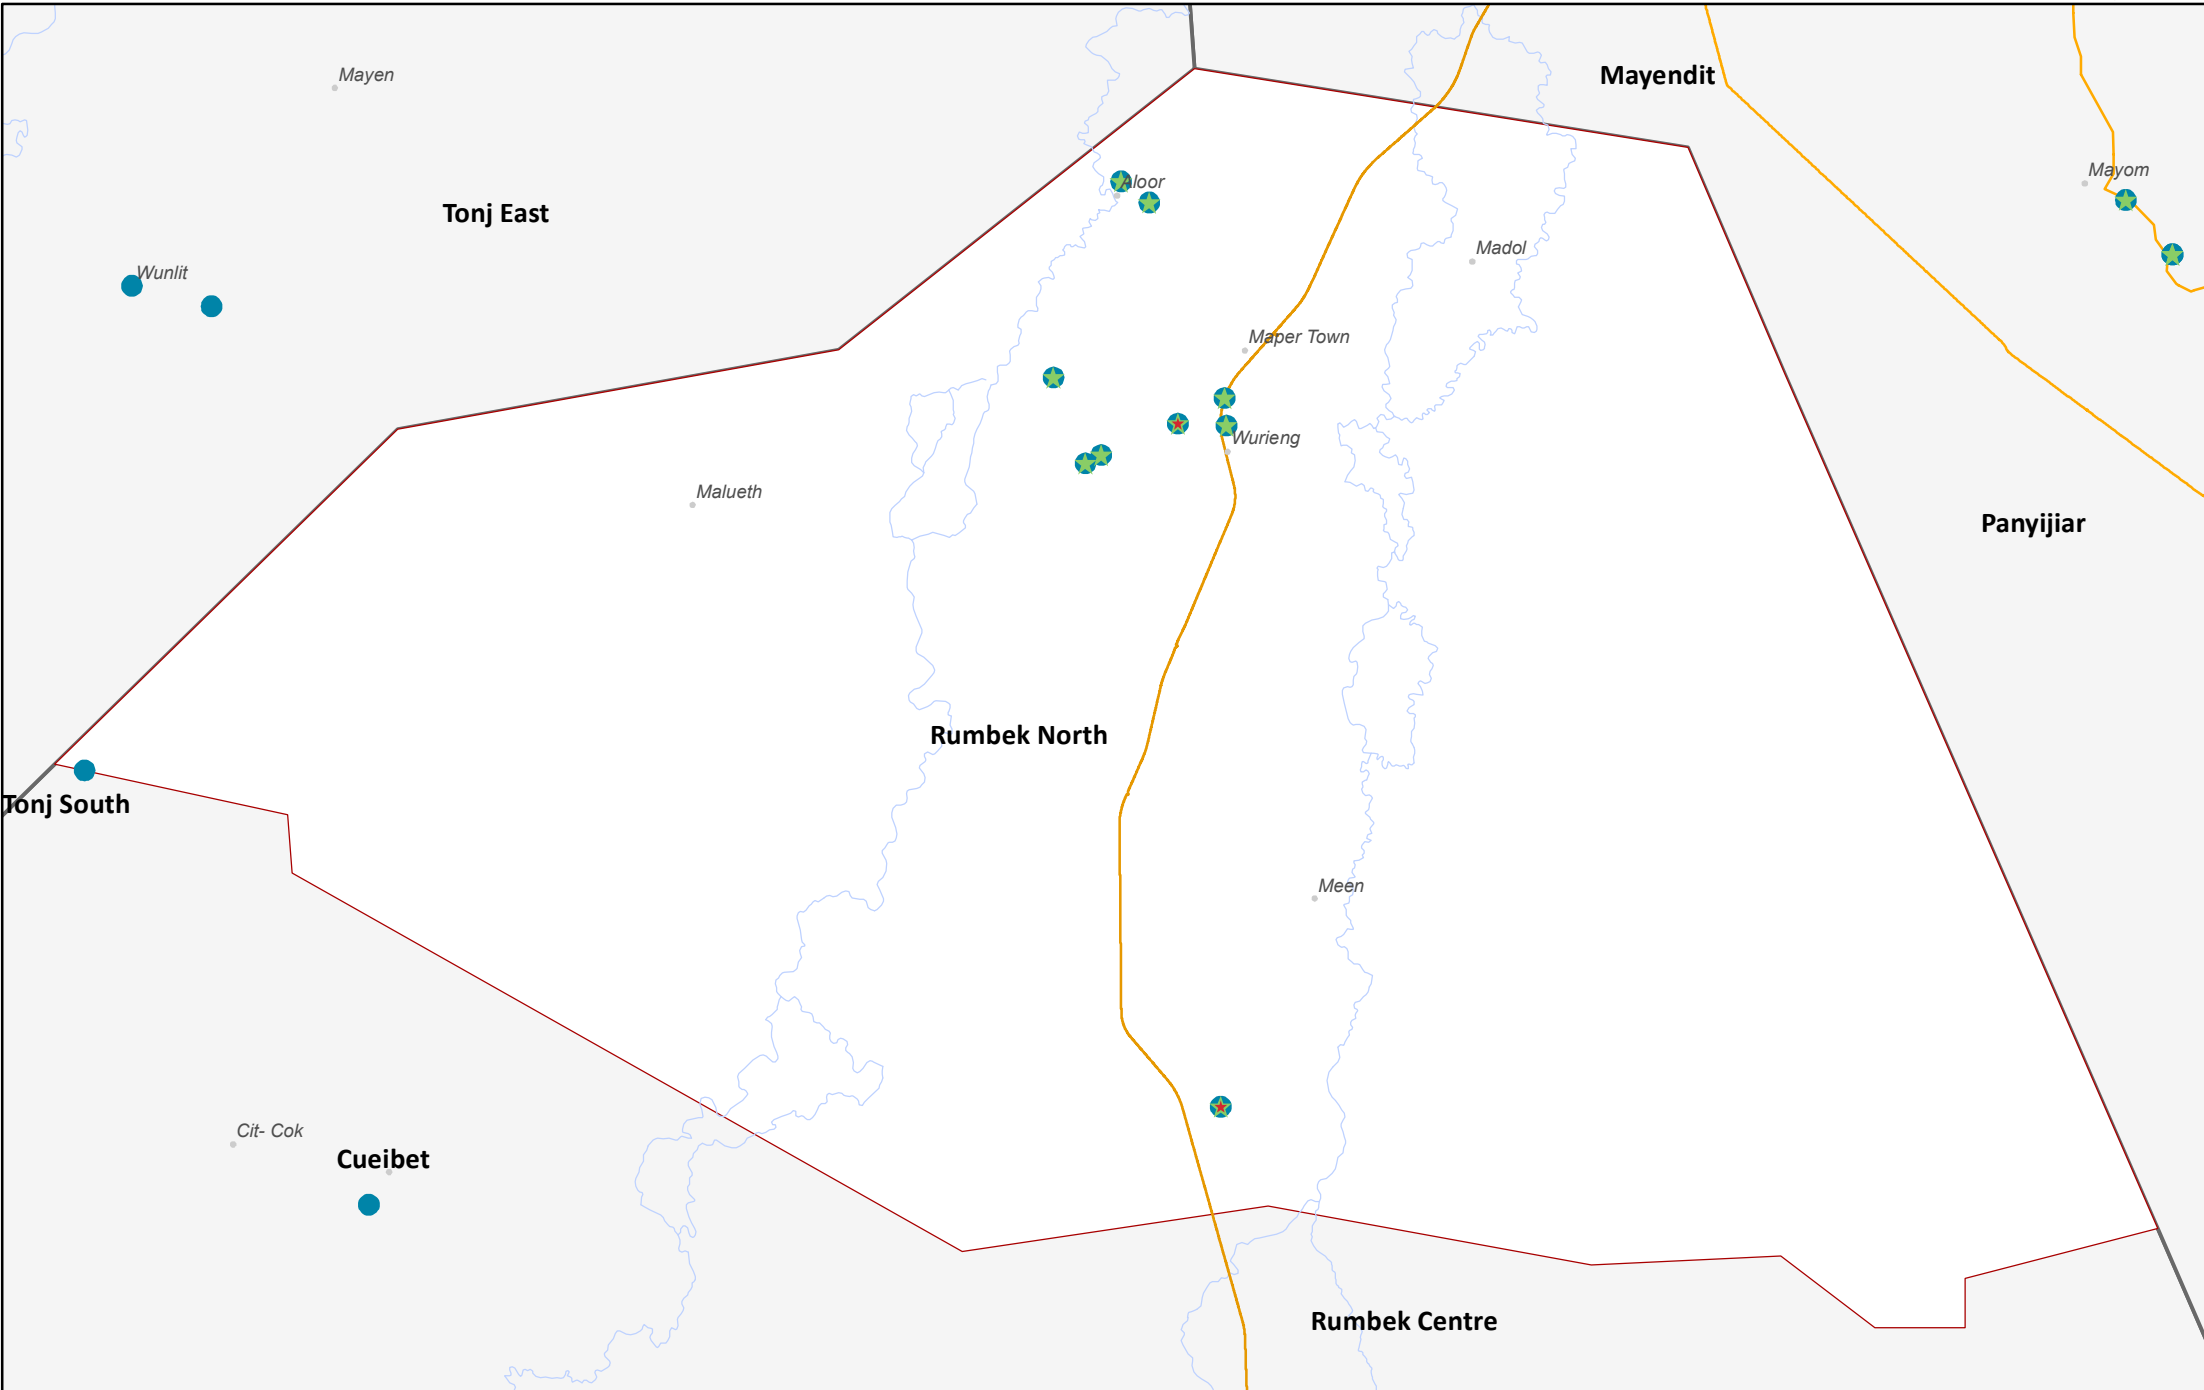 Mayen
Mayendit
Mayom
Aloor
Tonj East
Madol
Wunlit
Maper Town
Wurieng
Malueth
Panyijiar
Rumbek North
Tonj South
Meen
Cit- Cok
Cueibet
Rumbek Centre